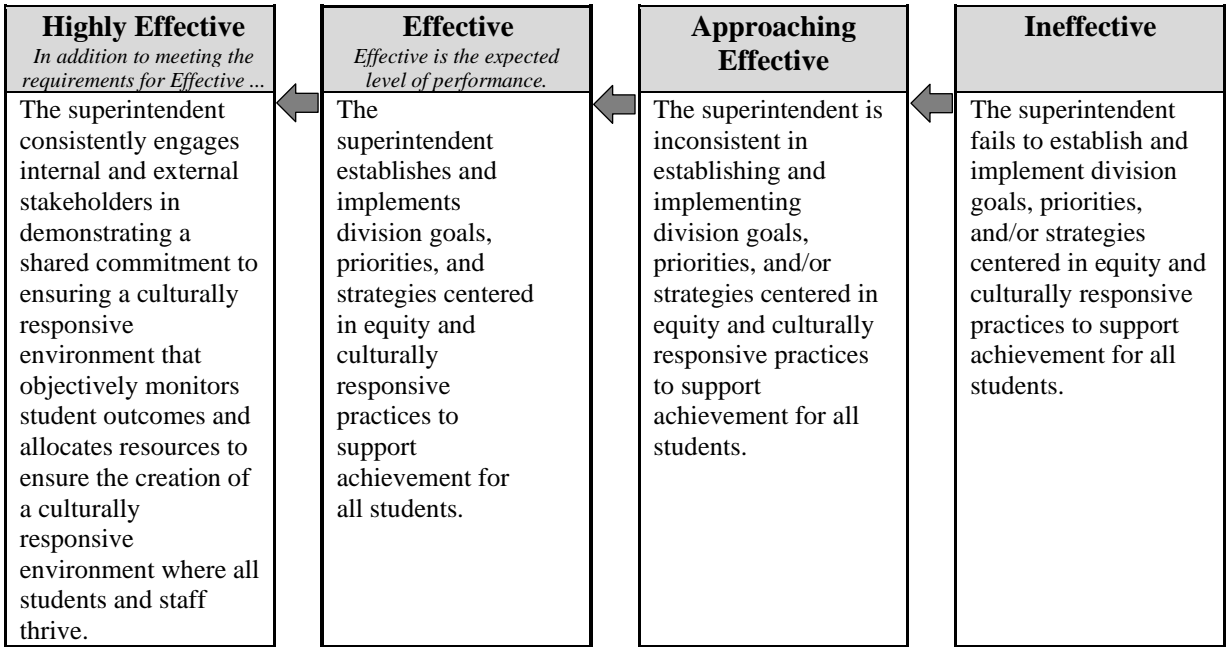 Highly Effective
In addition to meeting the
requirements for Effective ...
The superintendent
consistently engages
internal and external
stakeholders in
demonstrating a
shared commitment to
ensuring a culturally
responsive
environment that
objectively monitors
student outcomes and
allocates resources to
ensure the creation of
a culturally
responsive
environment where all
students and staff
thrive.
Effective
Effective is the expected
level of performance.
The
superintendent
establishes and
implements
division goals,
priorities, and
strategies centered
in equity and
culturally
responsive
practices to
support
achievement for
all students.
Approaching
Effective
The superintendent is
inconsistent in
establishing and
implementing
division goals,
priorities, and/or
strategies centered in
equity and culturally
responsive practices
to support
achievement for all
students.
Ineffective
The superintendent
fails to establish and
implement division
goals, priorities,
and/or strategies
centered in equity and
culturally responsive
practices to support
achievement for all
students.